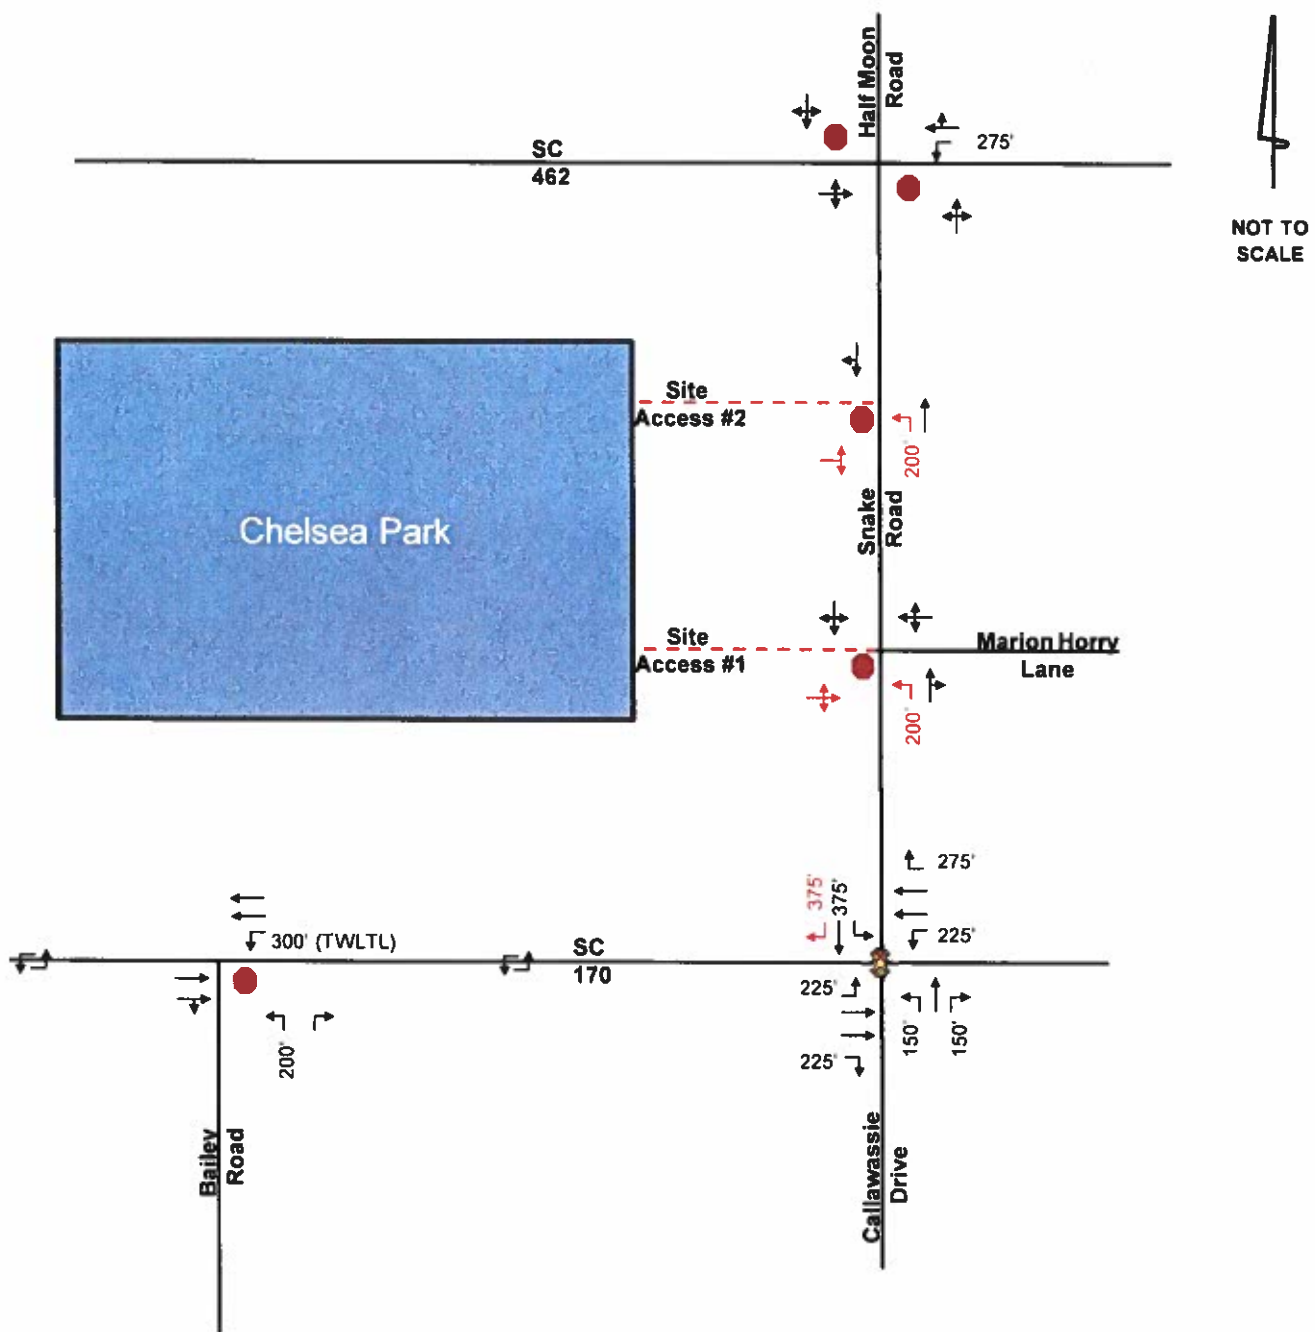 Half Moon
Road
275'
SC
462
NOT TO
SCALE
Site
Access #2
200'
Chelsea Park
Snake
Road
Site
Access #1
Marion Horry
Lane
200'
375'
375'
275'
225'
300' (TWLTL)
SC
170
225'
225'
150'
150'
200'
Bailey
Road
Callawassie
Drive